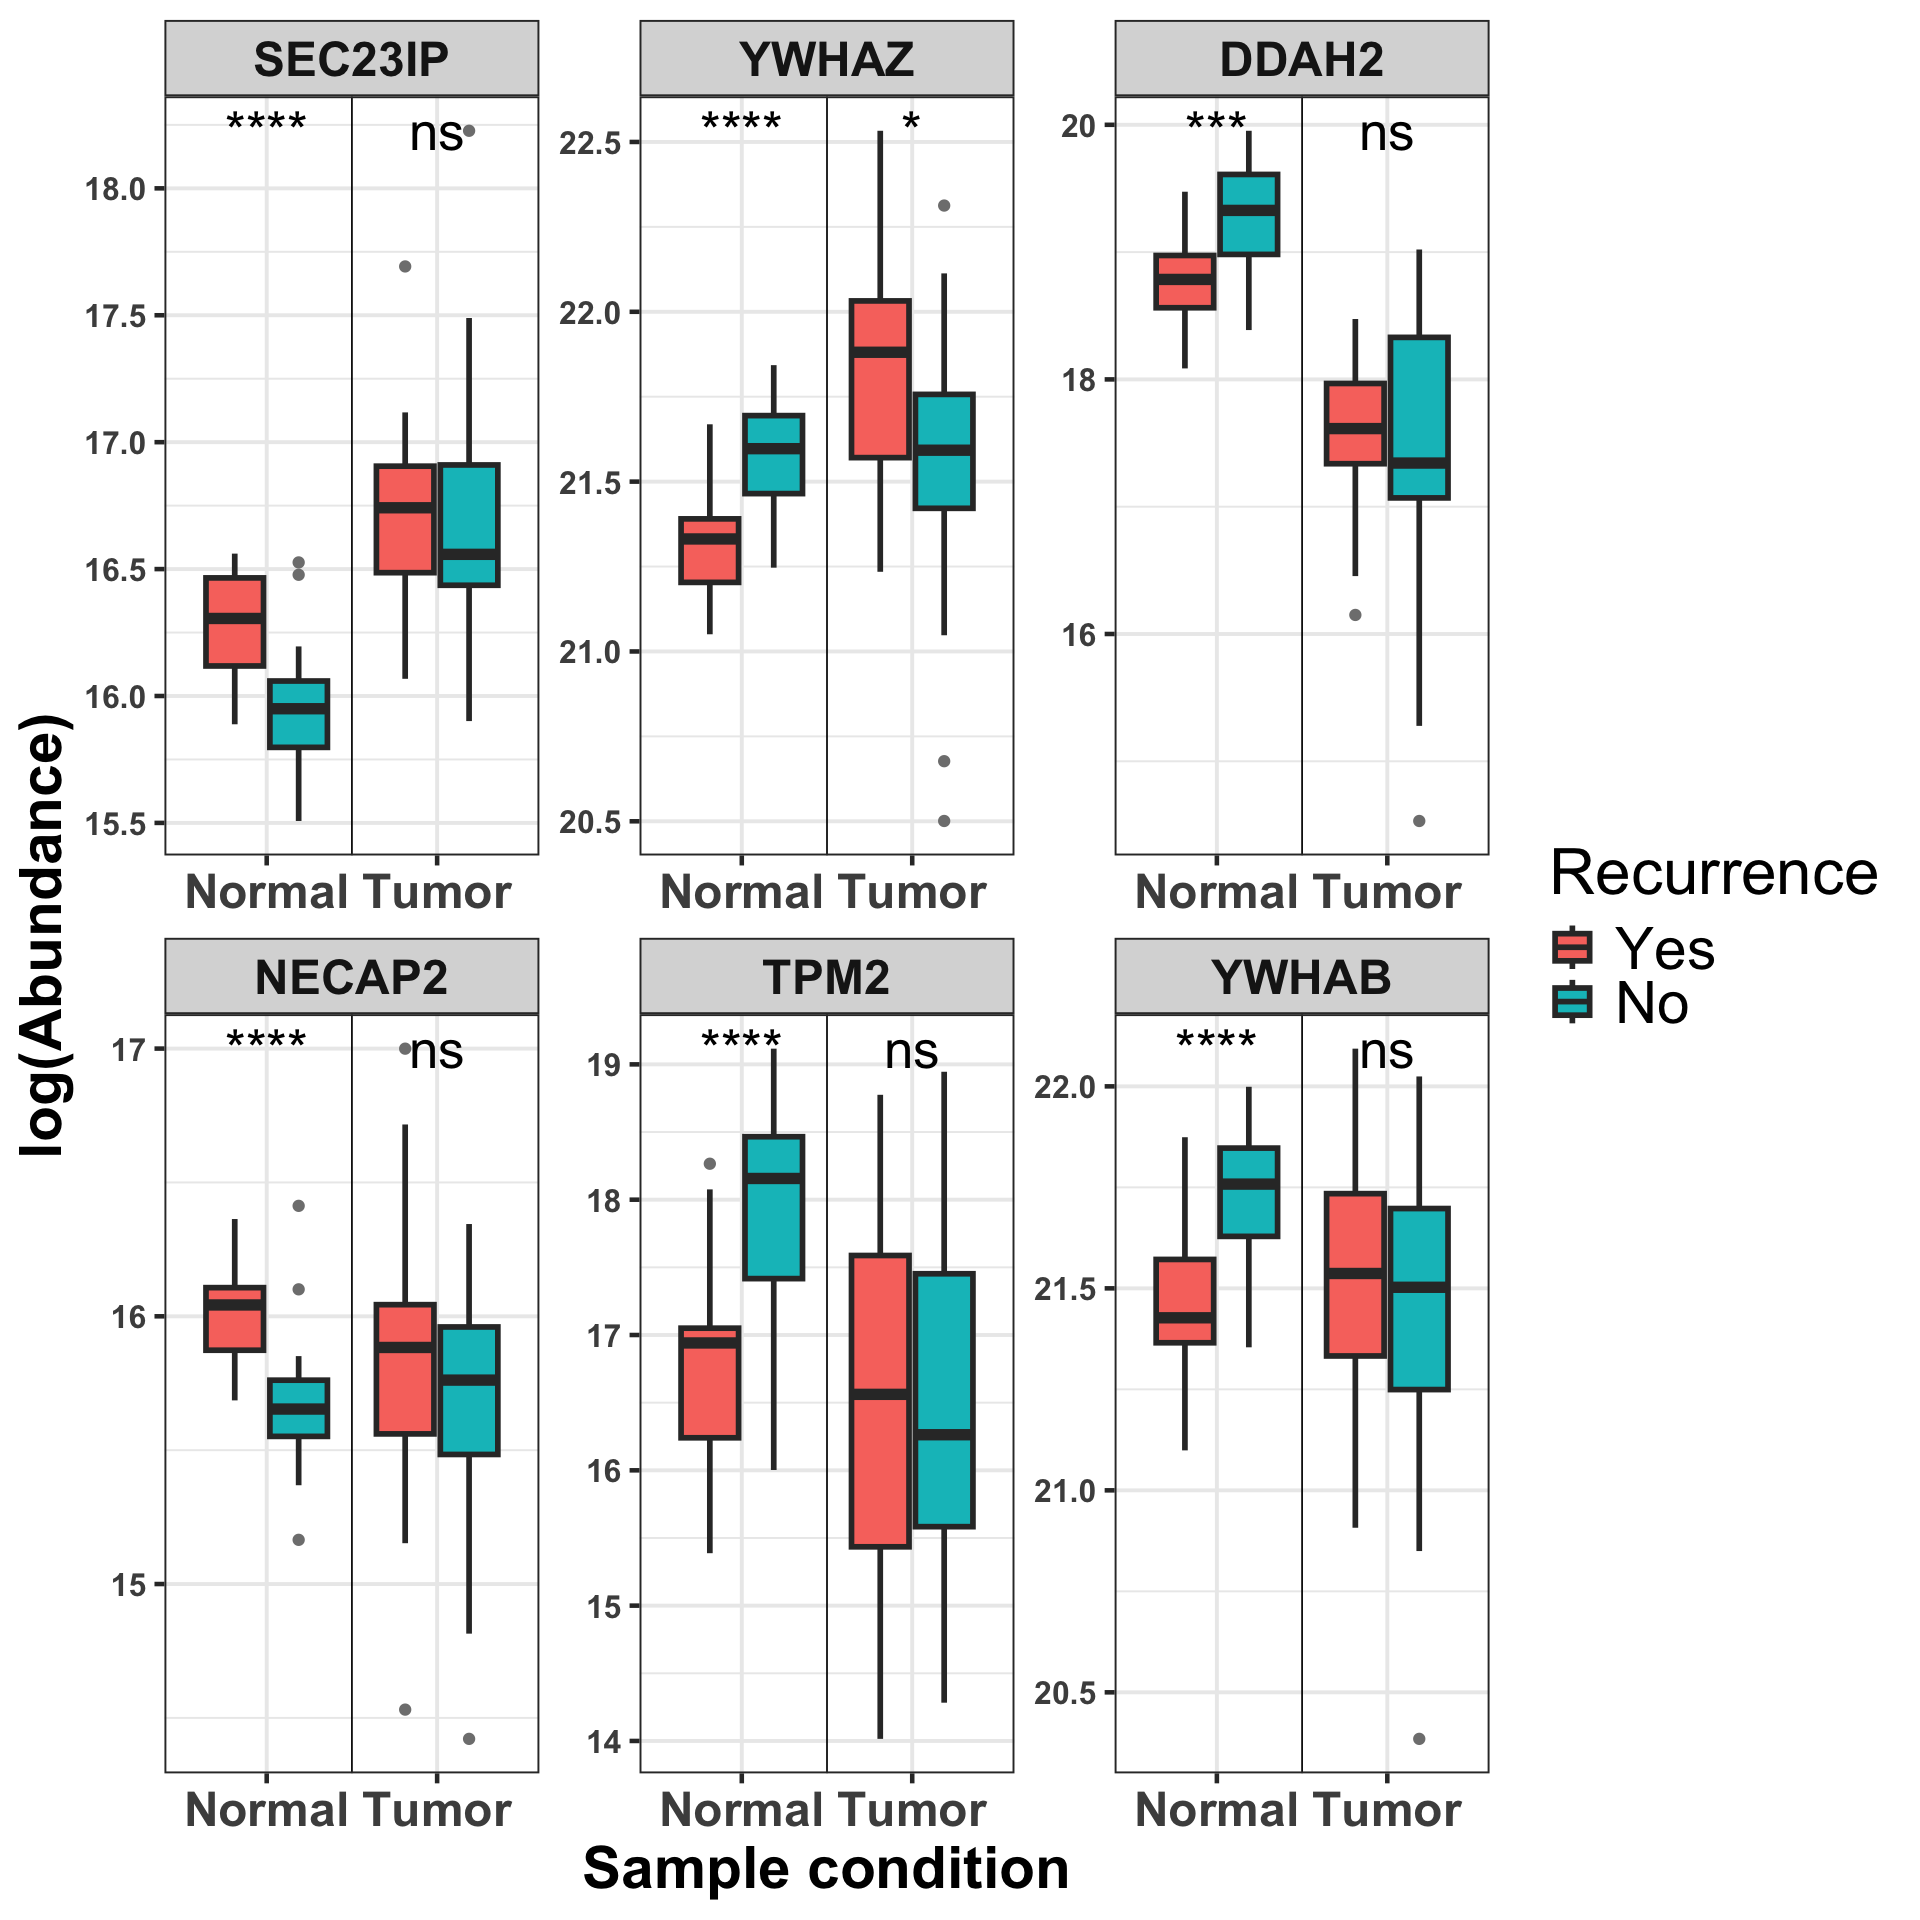 SEC23IP YWHAZ DDAH2
**** ns **** * *** ns
18.0
17.5
17.0
16.5
16.0
15.5
22.5
22.0
21.5
21.0
20.5
20
18
16
Normal Tumor Normal Tumor Normal Tumor
NECAP2 TPM2 YWHAB
**** ns **** ns **** ns
17
16
15
19
18
17
16
15
14
22.0
21.5
21.0
20.5
Normal Tumor Normal Tumor Normal Tumor
log(Abundance)
Sample condition
Recurrence
Yes
No